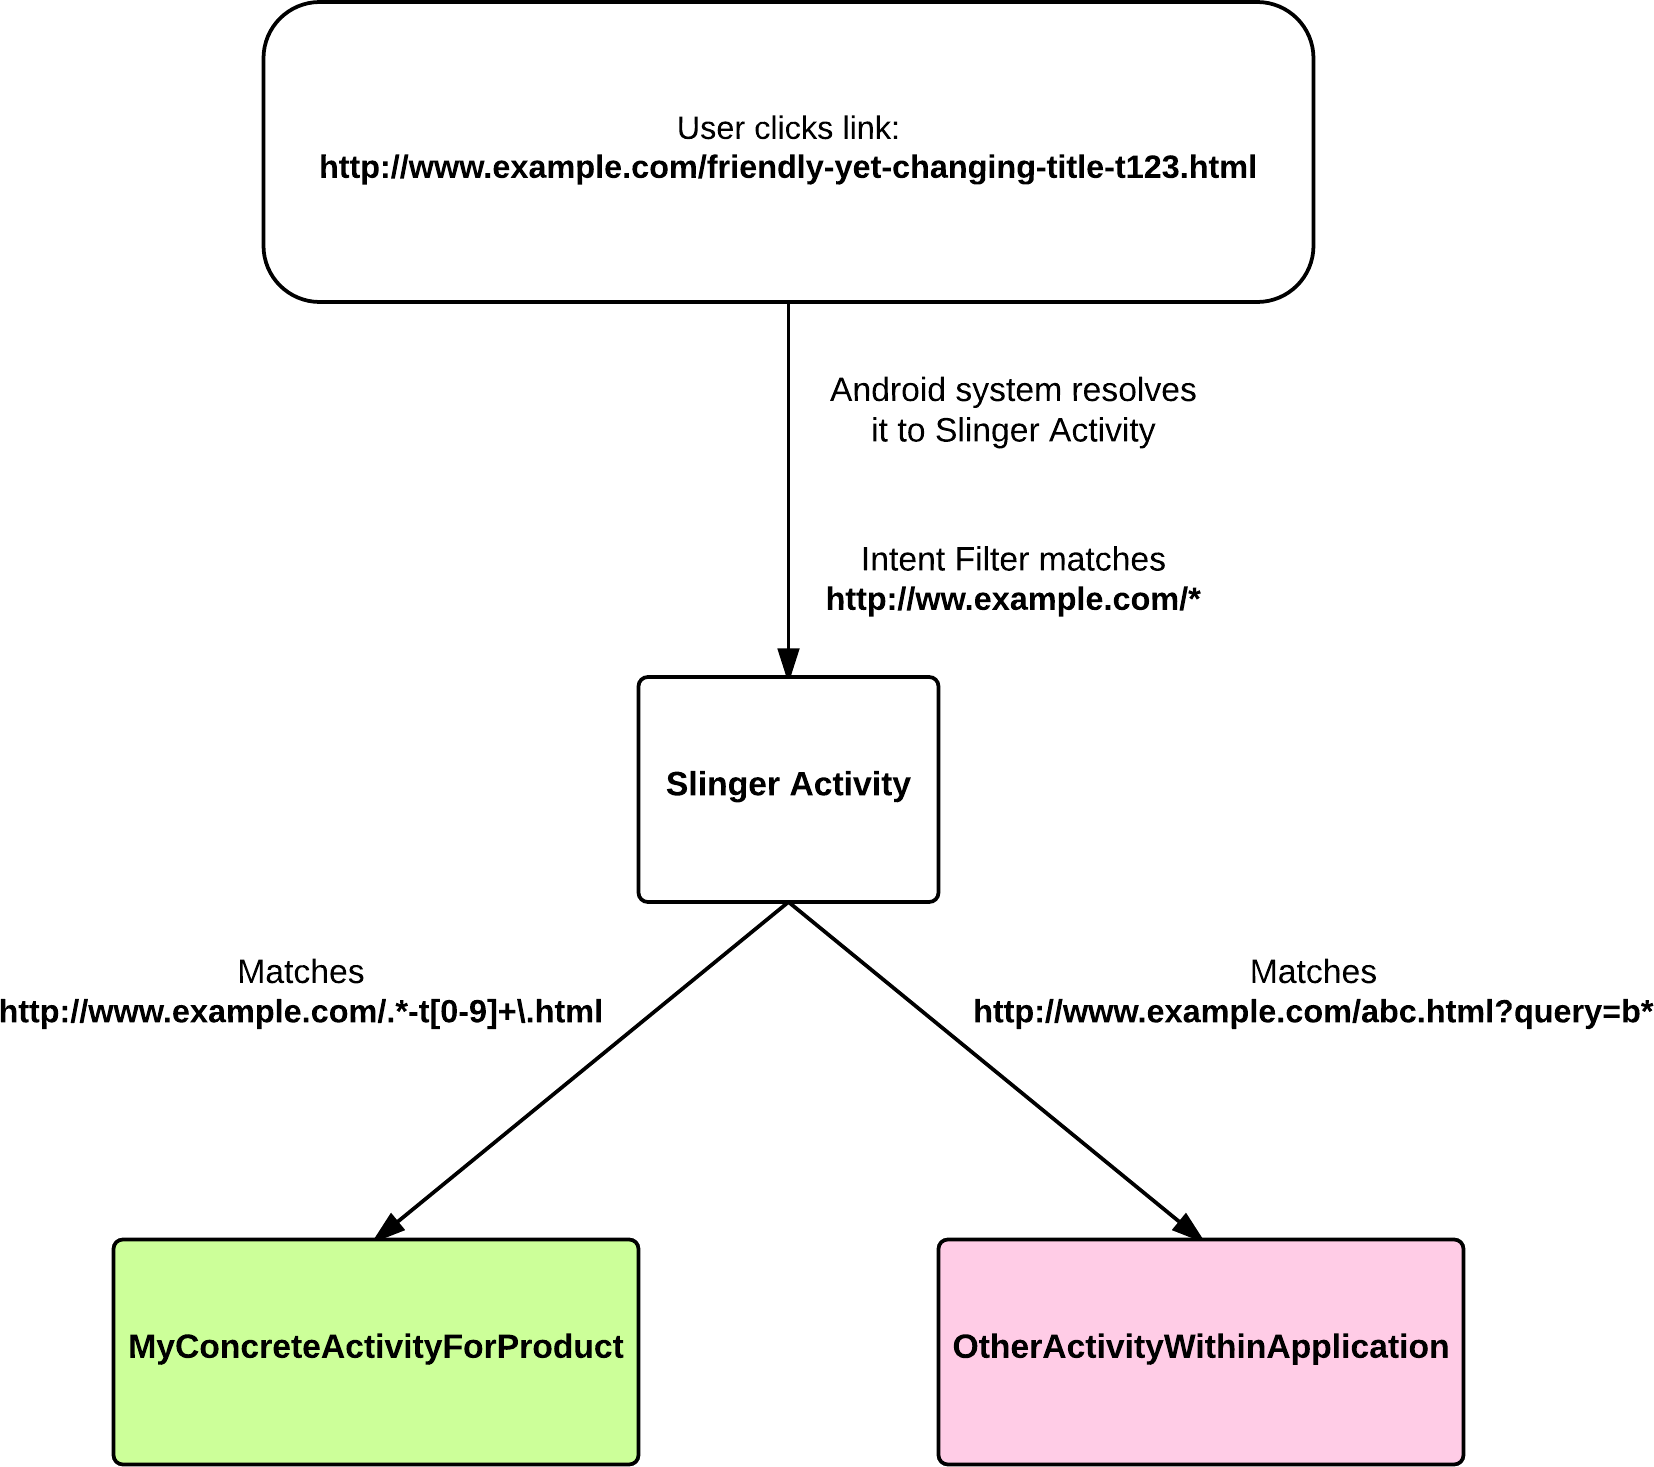 User clicks link:
http://www.example.com/friendly-yet-changing-title-t123.html
Android system resolves
it to Slinger Activity
Intent Filter matches
http://ww.example.com/*
Slinger Activity
Matches
http://www.example.com/.*-t[0-9]+\.html
Matches
http://www.example.com/abc.html?query=b*
MyConcreteActivityForProduct
OtherActivityWithinApplication